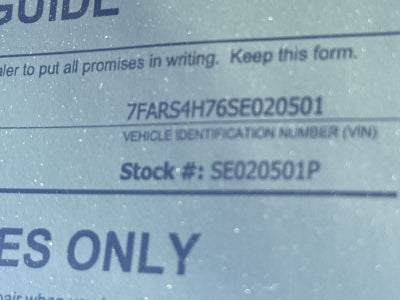 GUIDE
aler to put all promises in writing. Keep this form.
7FARS4H76SE020501
VEHICLE IDENTIFICATION NUMBER (VIN)
Stock #: SE020501P
ES ONLY